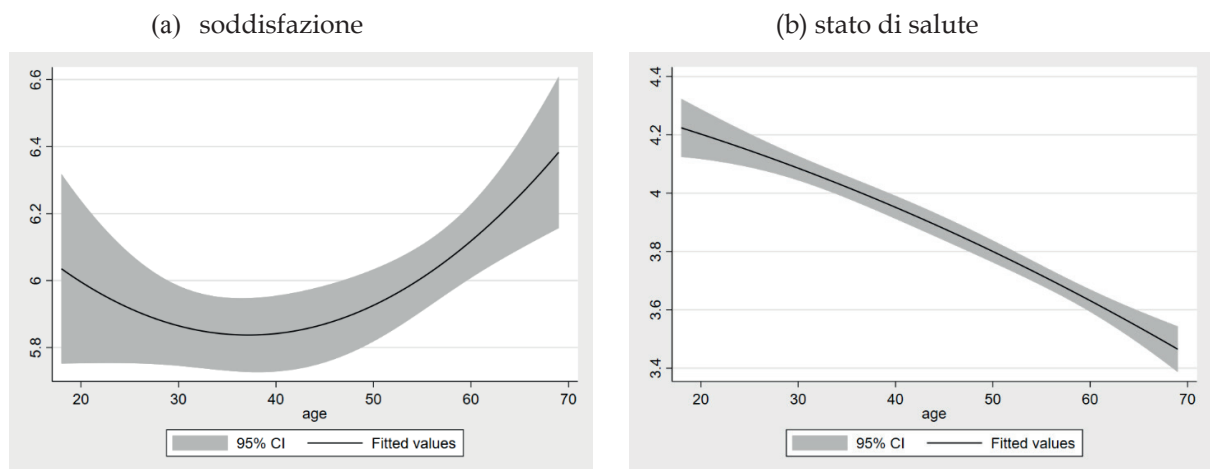 (a) soddisfazione
6.6
6.4
6.2
6
5.8
20 30 40 50 60 70
age
95% CI Fitted values
(b) stato di salute
4.4
4.2
4
3.8
3.6
3.4
20 30 40 50 60 70
age
95% CI Fitted values